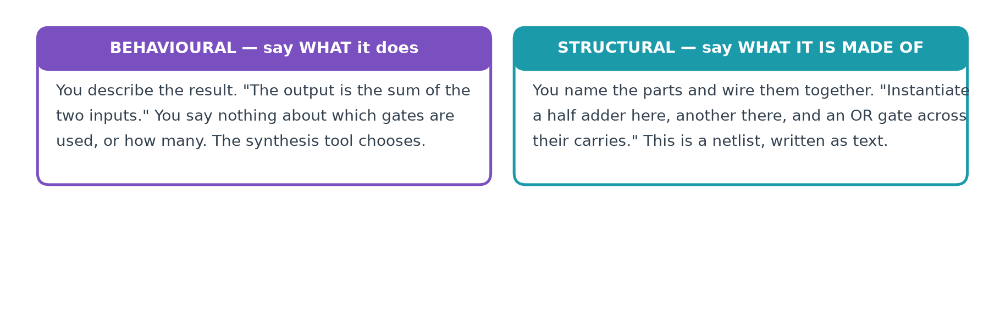 BEHAVIOURAL — say WHAT it does
You describe the result. "The output is the sum of the
two inputs." You say nothing about which gates are
used, or how many. The synthesis tool chooses.
STRUCTURAL — say WHAT IT IS MADE OF
You name the parts and wire them together. "Instantiate
a half adder here, another there, and an OR gate across
their carries." This is a netlist, written as text.